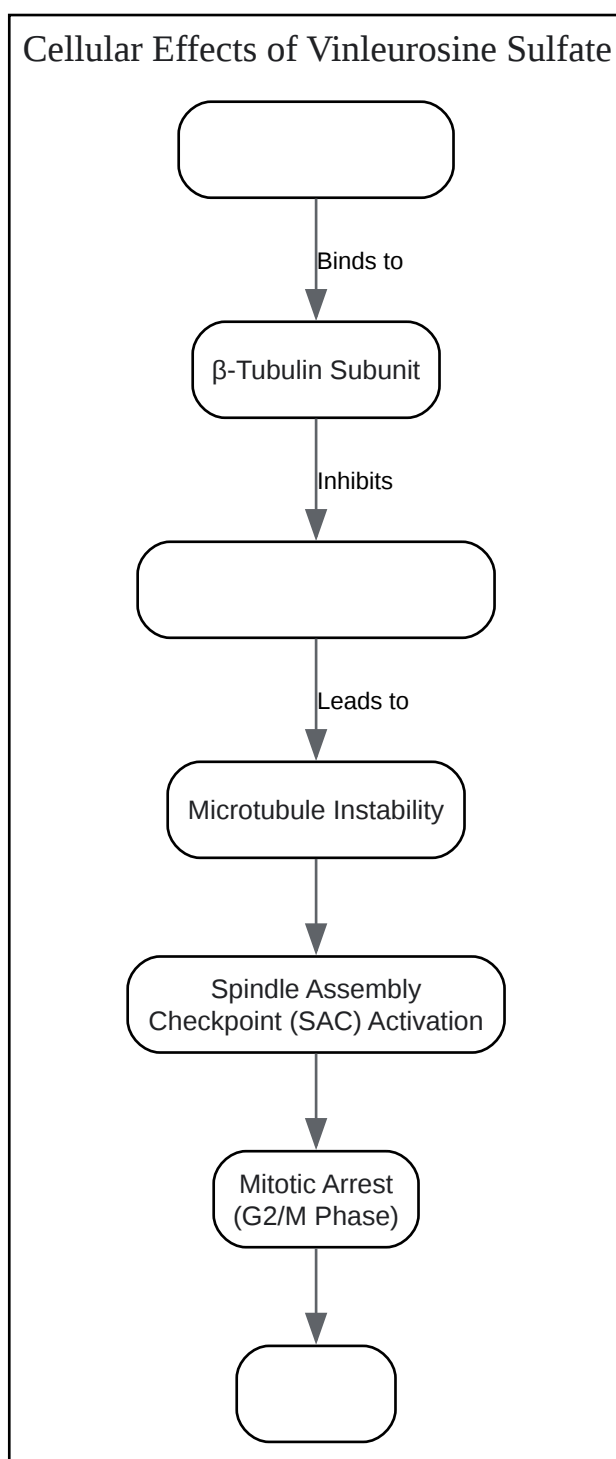 Cellular Effects of Vinleurosine Sulfate
Binds to
β-Tubulin Subunit
Inhibits
Leads to
Microtubule Instability
Spindle Assembly
Checkpoint (SAC) Activation
Mitotic Arrest
(G2/M Phase)